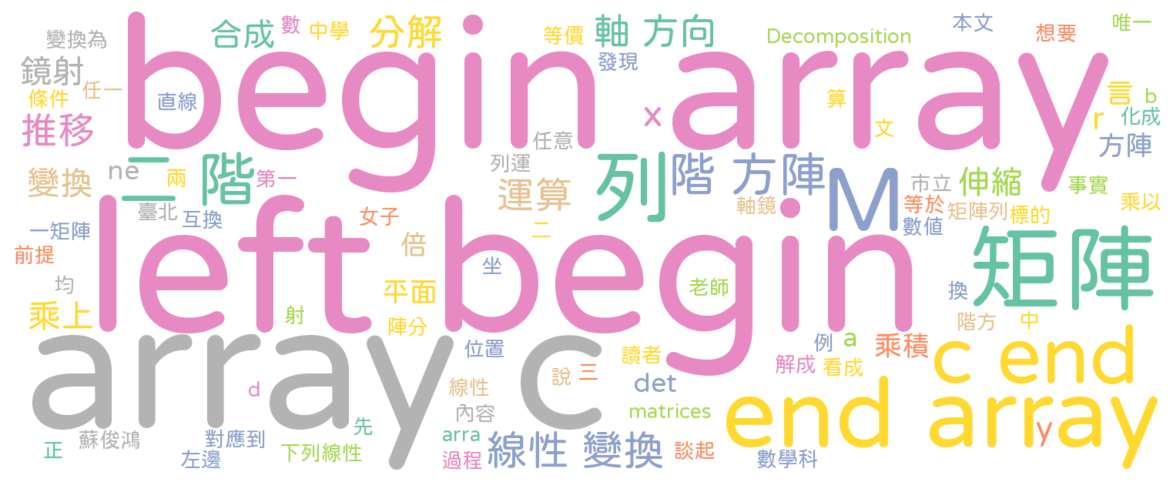 變換為
合成
數
中學
分解
等價
軸 方向
Decomposition
本文
想要
唯一
鏡射
條件
任一
直線
begin array
發現
算
文
言
b
r
化成
方陣
推移
x
任意
列運
變換
ne
二 階
兩
第一
運算
列
階 方陣
M
市立
伸縮
事實
乘以
臺北
互換
女子
二
軸鏡
等於
數值
矩陣列
標的
一矩陣
前提
倍
坐
矩陣
left begin
均
乘上
射
平面
陣分
老師
換
階方
中
array c
位置
說
三
讀者
例
a
看成
解成
乘積
c end
d
線性
內容
det
matrices
end array
y
正
蘇俊鴻
對應到
左邊
先
下列線性
arra
過程
線性 變換
談起
數學科